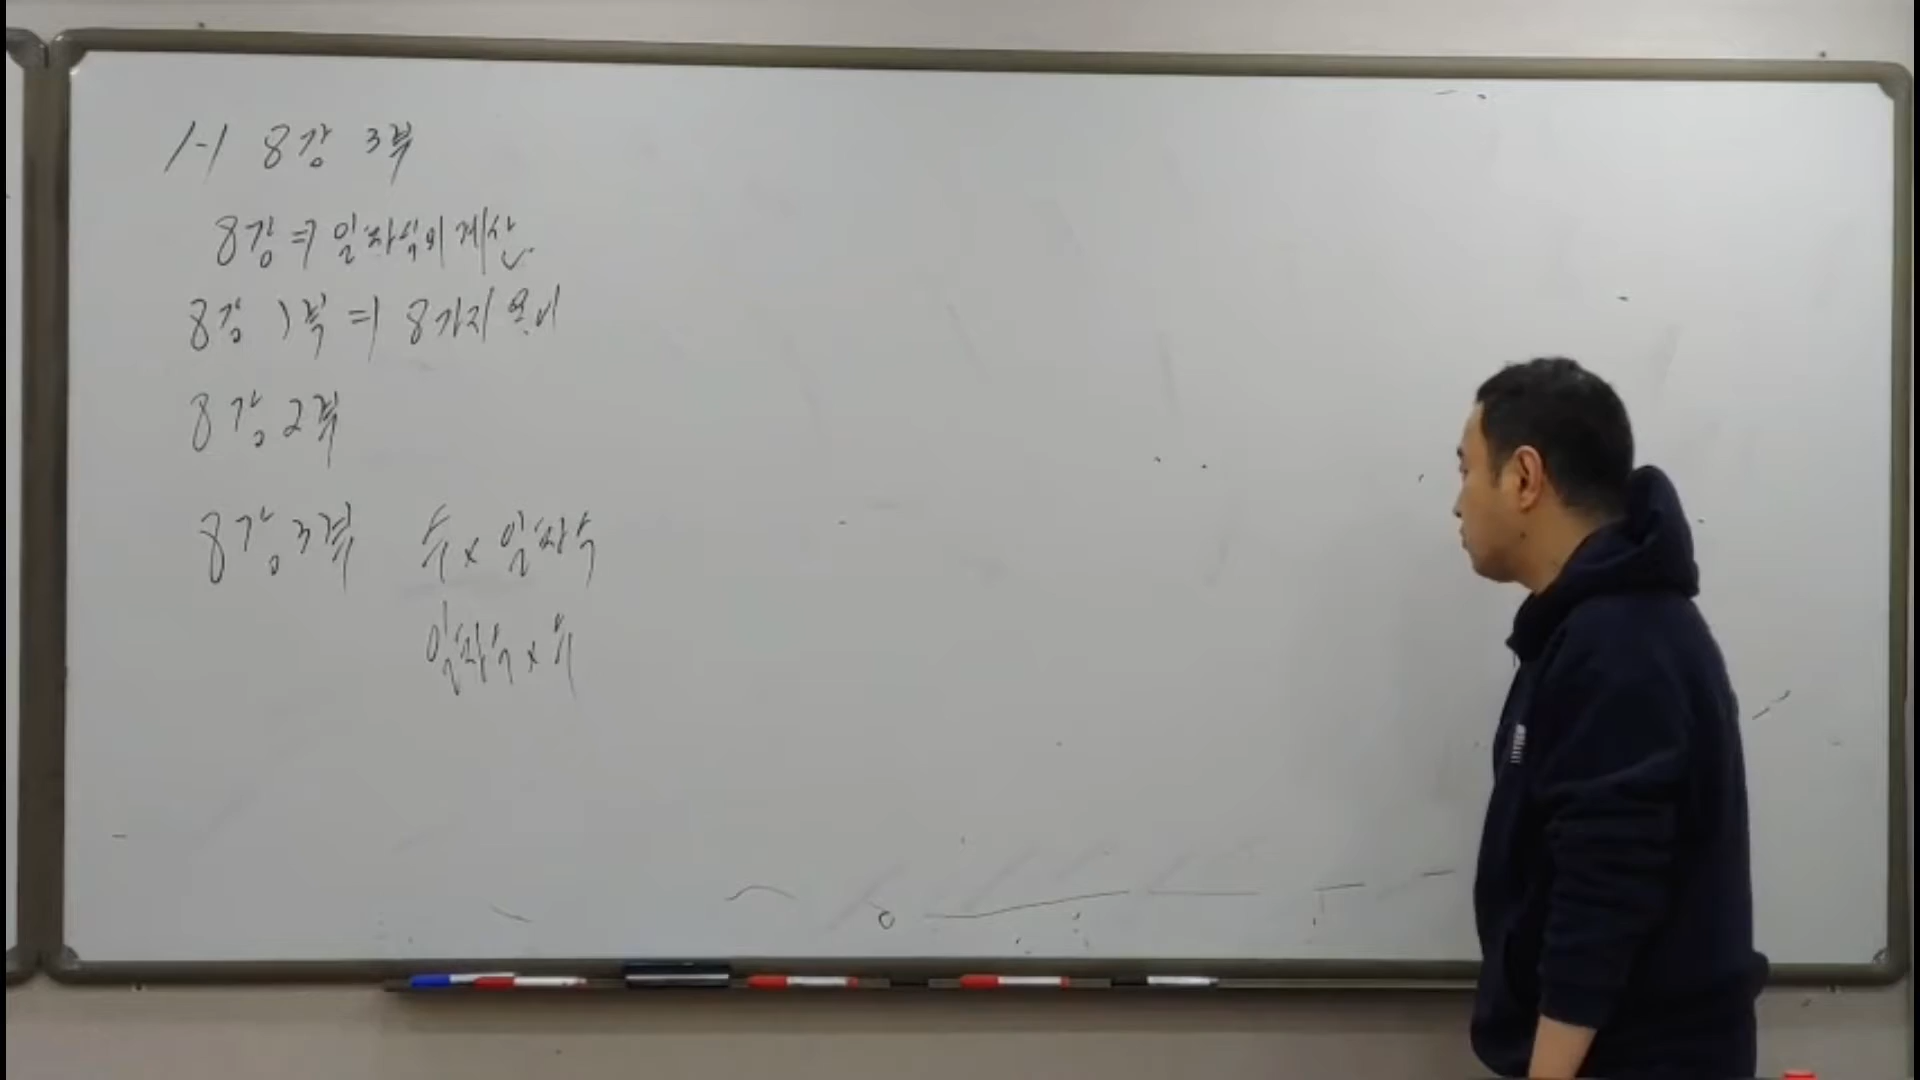 1-1 8강 3부
8강 ⇒ 일차식의 계산
8강 1부 ⇒ 8가지 용어
8강 2부
8강 3부 수 × 일차식
일차식 × 수